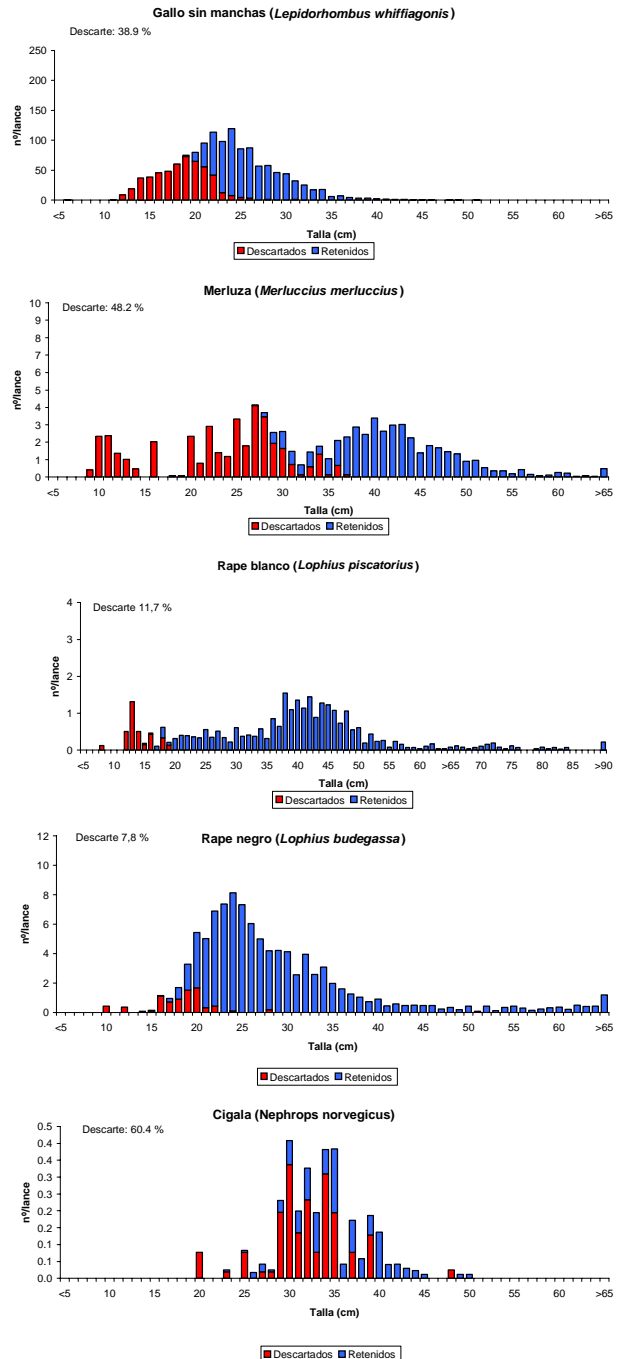 Gallo sin manchas (Lepidorhombus whiffiagonis)
Descarte: 38.9 %
nº/lance
250
200
150
100
50
0
<5 10 15 20 25 30 35 40 45 50 55 60 >65
Talla (cm)
Descartados Retenidos
Merluza (Merluccius merluccius)
Descarte: 48.2 %
nº/lance
10
9
8
7
6
5
4
3
2
1
0
<5 10 15 20 25 30 35 40 45 50 55 60 >65
Talla (cm)
Descartados Retenidos
Rape blanco (Lophius piscatorius)
Descarte 11,7 %
nº/lance
4
3
2
1
0
<5 10 15 20 25 30 35 40 45 50 55 60 >65 70 75 80 85 >90
Talla (cm)
Descartados Retenidos
Rape negro (Lophius budegassa)
Descarte 7,8 %
nº/lance
12
10
8
6
4
2
0
<5 10 15 20 25 30 35 40 45 50 55 60 >65
Talla (cm)
Descartados Retenidos
Cigala (Nephrops norvegicus)
Descarte: 60.4 %
nº/lance
0.5
0.4
0.4
0.3
0.3
0.2
0.2
0.1
0.1
0.0
<5 10 15 20 25 30 35 40 45 50 55 60 >65
Talla (cm)
Descartados Retenidos